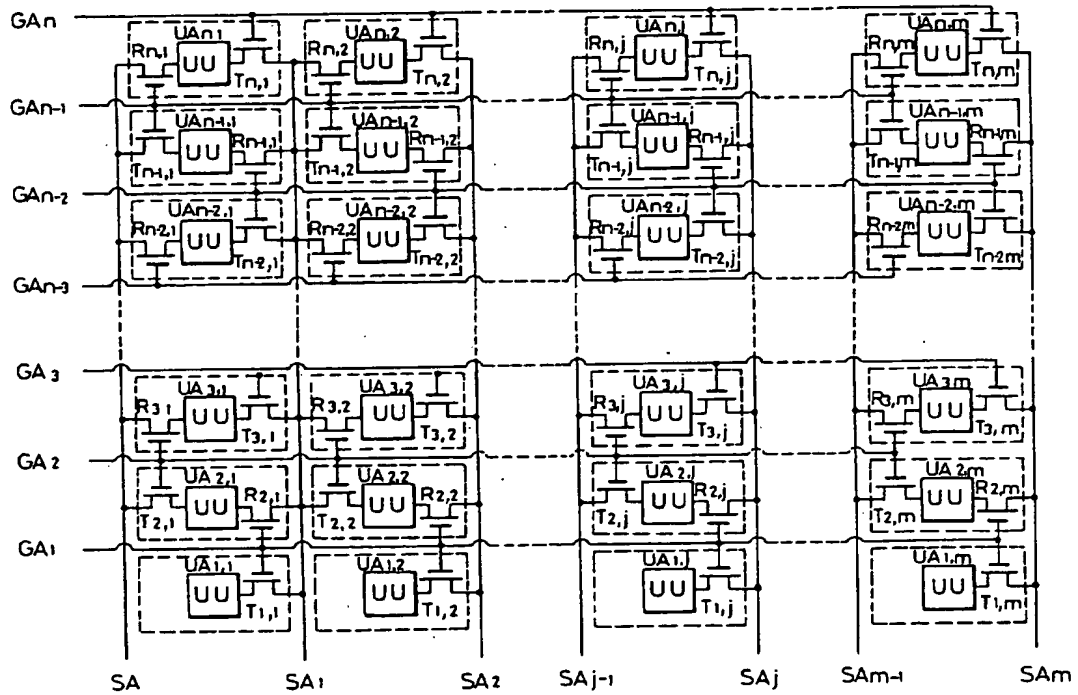 GAn UAn,1 UAn,2 UAn,j UAn,m
Rn,1 UU Tn,1 Rn,2 UU Tn,2 Rn,j UU Tn,j Rn,m UU Tn,m
GAn-1
UAn-1,1 UAn-1,2 UAn-1,j UAn-1,m
Tn-1,1 UU Rn-1,1 Tn-1,2 UU Rn-1,2 Tn-1,j UU Rn-1,j Tn-1,m UU Rn-1,m
GAn-2
UAn-2,1 UAn-2,2 UAn-2,j UAn-2,m
Rn-2,1 UU Tn-2,1 Rn-2,2 UU Tn-2,2 Rn-2,j UU Tn-2,j Rn-2,m UU Tn-2m
GAn-3
GA3
UA3,1 UA3,2 UA3,j UA3,m
R3,1 UU T3,1 R3,2 UU T3,2 R3,j UU T3,j R3,m UU T3,m
GA2
UA2,1 UA2,2 UA2,j UA2,m
T2,1 UU R2,1 T2,2 UU R2,2 T2,j UU R2,j T2,m UU R2,m
GA1
UA1,1 UA1,2 UA1,j UA1,m
UU T1,1 UU T1,2 UU T1,j UU T1,m
SA SA1 SA2 SAj-1 SAj SAm-1 SAm